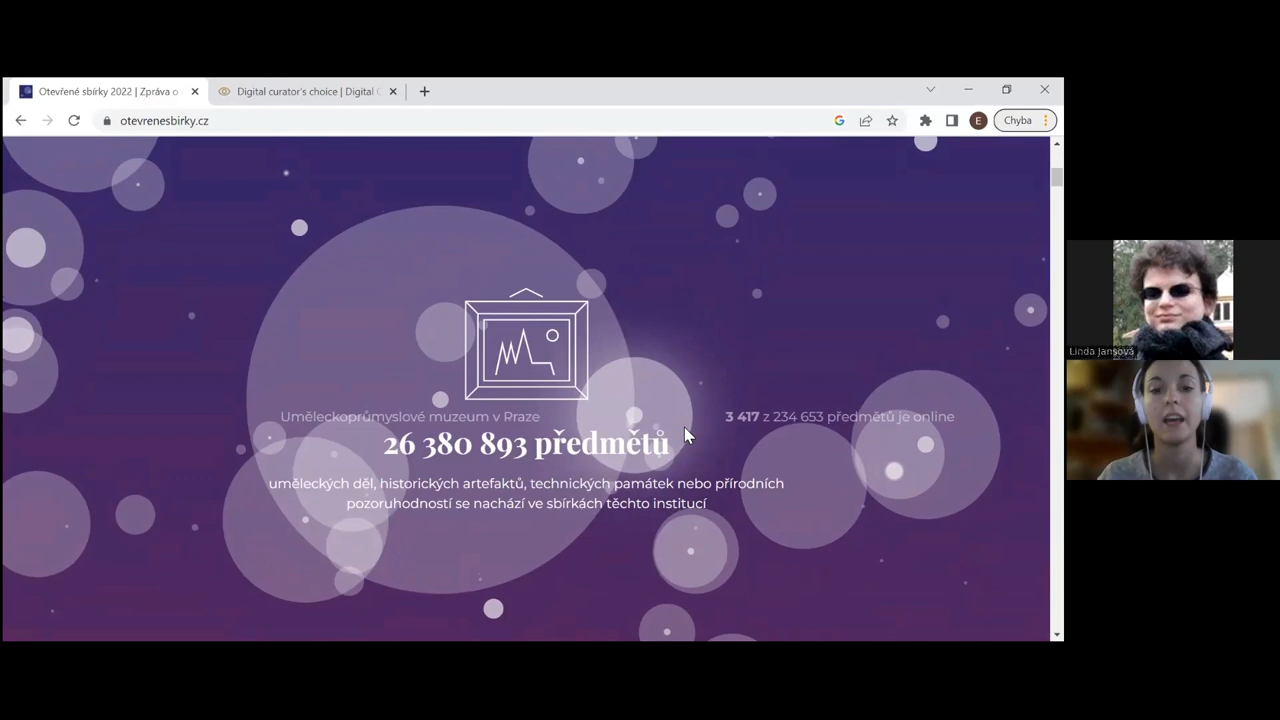 Otevřené sbírky 2022 | Zpráva o
Digital curator's choice | Digital C
otevrenesbirky.cz
E
Chyba
Uměleckoprůmyslové muzeum v Praze
3 417 z 234 653 předmětů je online
26 380 893 předmětů
uměleckých děl, historických artefaktů, technických památek nebo přírodních
pozoruhodností se nachází ve sbírkách těchto institucí
Linda Jansová